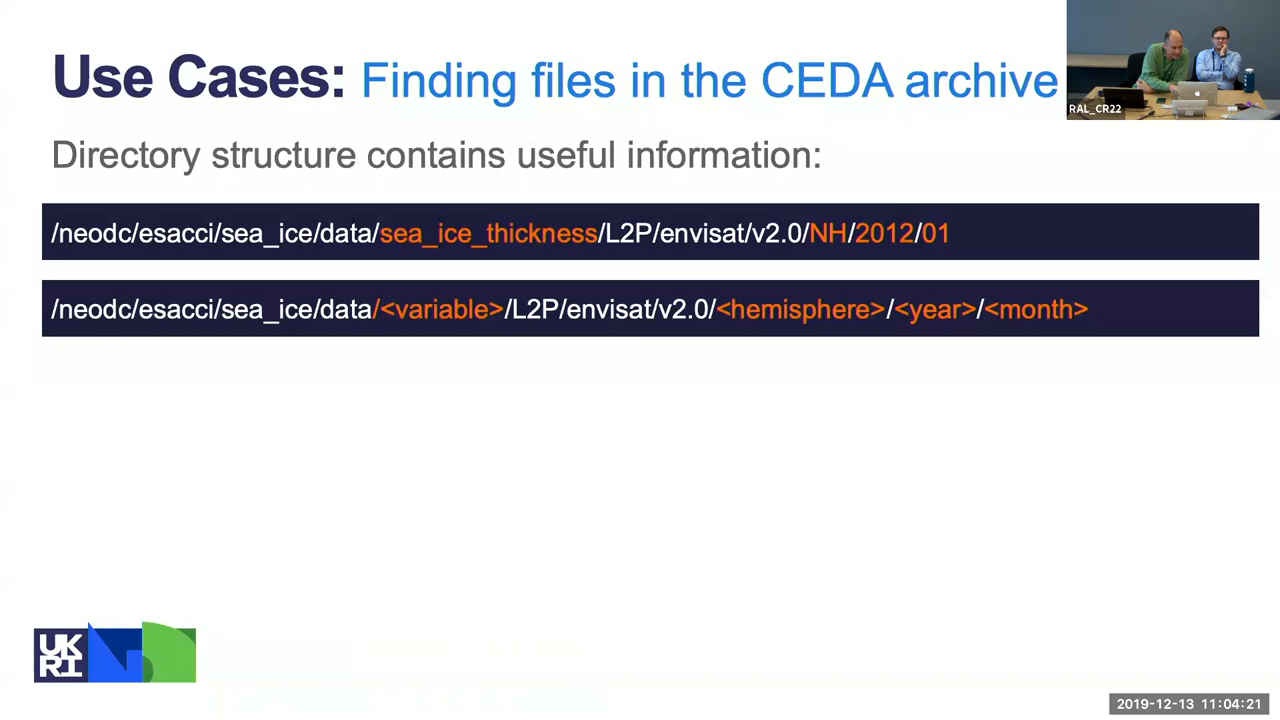 Use Cases: Finding files in the CEDA archive
RAL_CR22
Directory structure contains useful information:
/neodc/esacci/sea_ice/data/sea_ice_thickness/L2P/envisat/v2.0/NH/2012/01
/neodc/esacci/sea_ice/data/<variable>/L2P/envisat/v2.0/<hemisphere>/<year>/<month>
UK
RI
2019-12-13 11:04:21